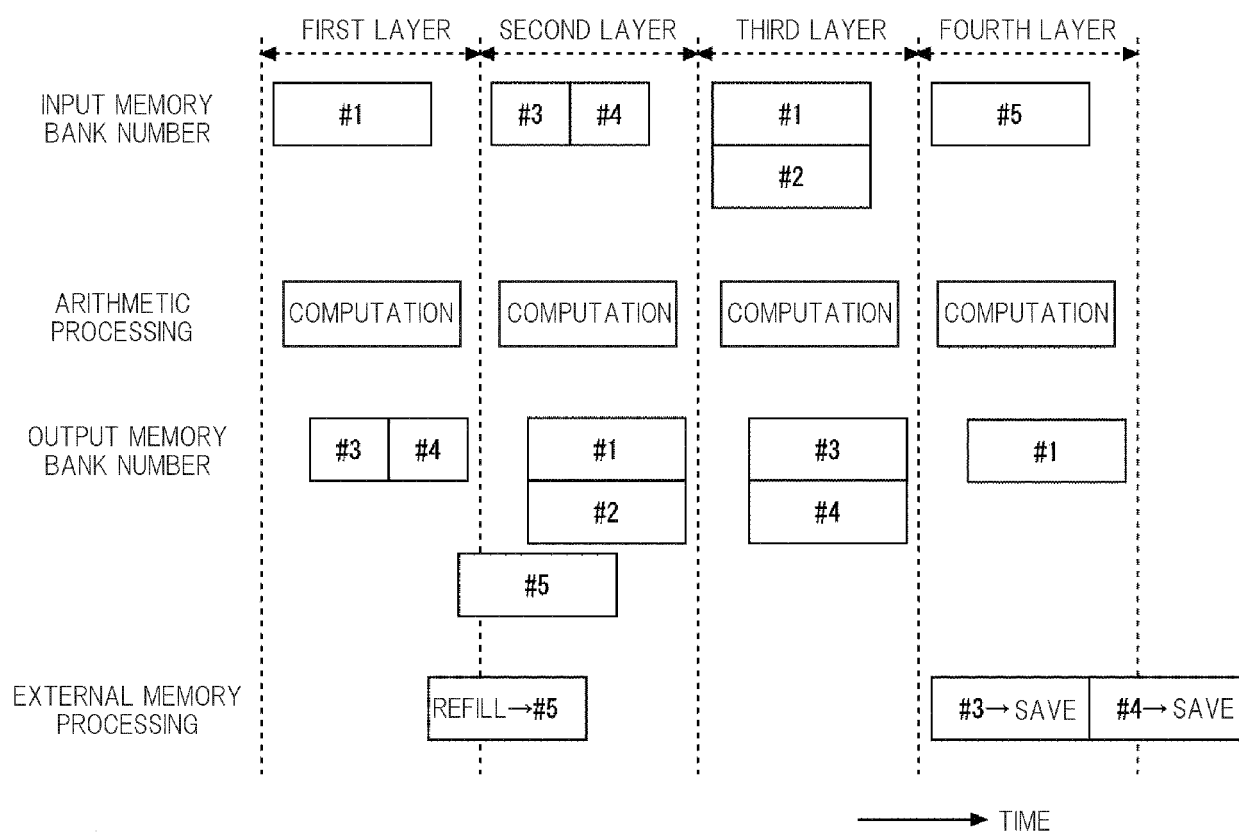 FIRST LAYER SECOND LAYER THIRD LAYER FOURTH LAYER
INPUT MEMORY
BANK NUMBER
#1 #3 #4 #1 #5
#2
ARITHMETIC
PROCESSING
COMPUTATION COMPUTATION COMPUTATION COMPUTATION
OUTPUT MEMORY
BANK NUMBER
#3 #4 #1 #3 #1
#2 #4
#5
EXTERNAL MEMORY
PROCESSING
REFILL→#5 #3→SAVE #4→SAVE
TIME